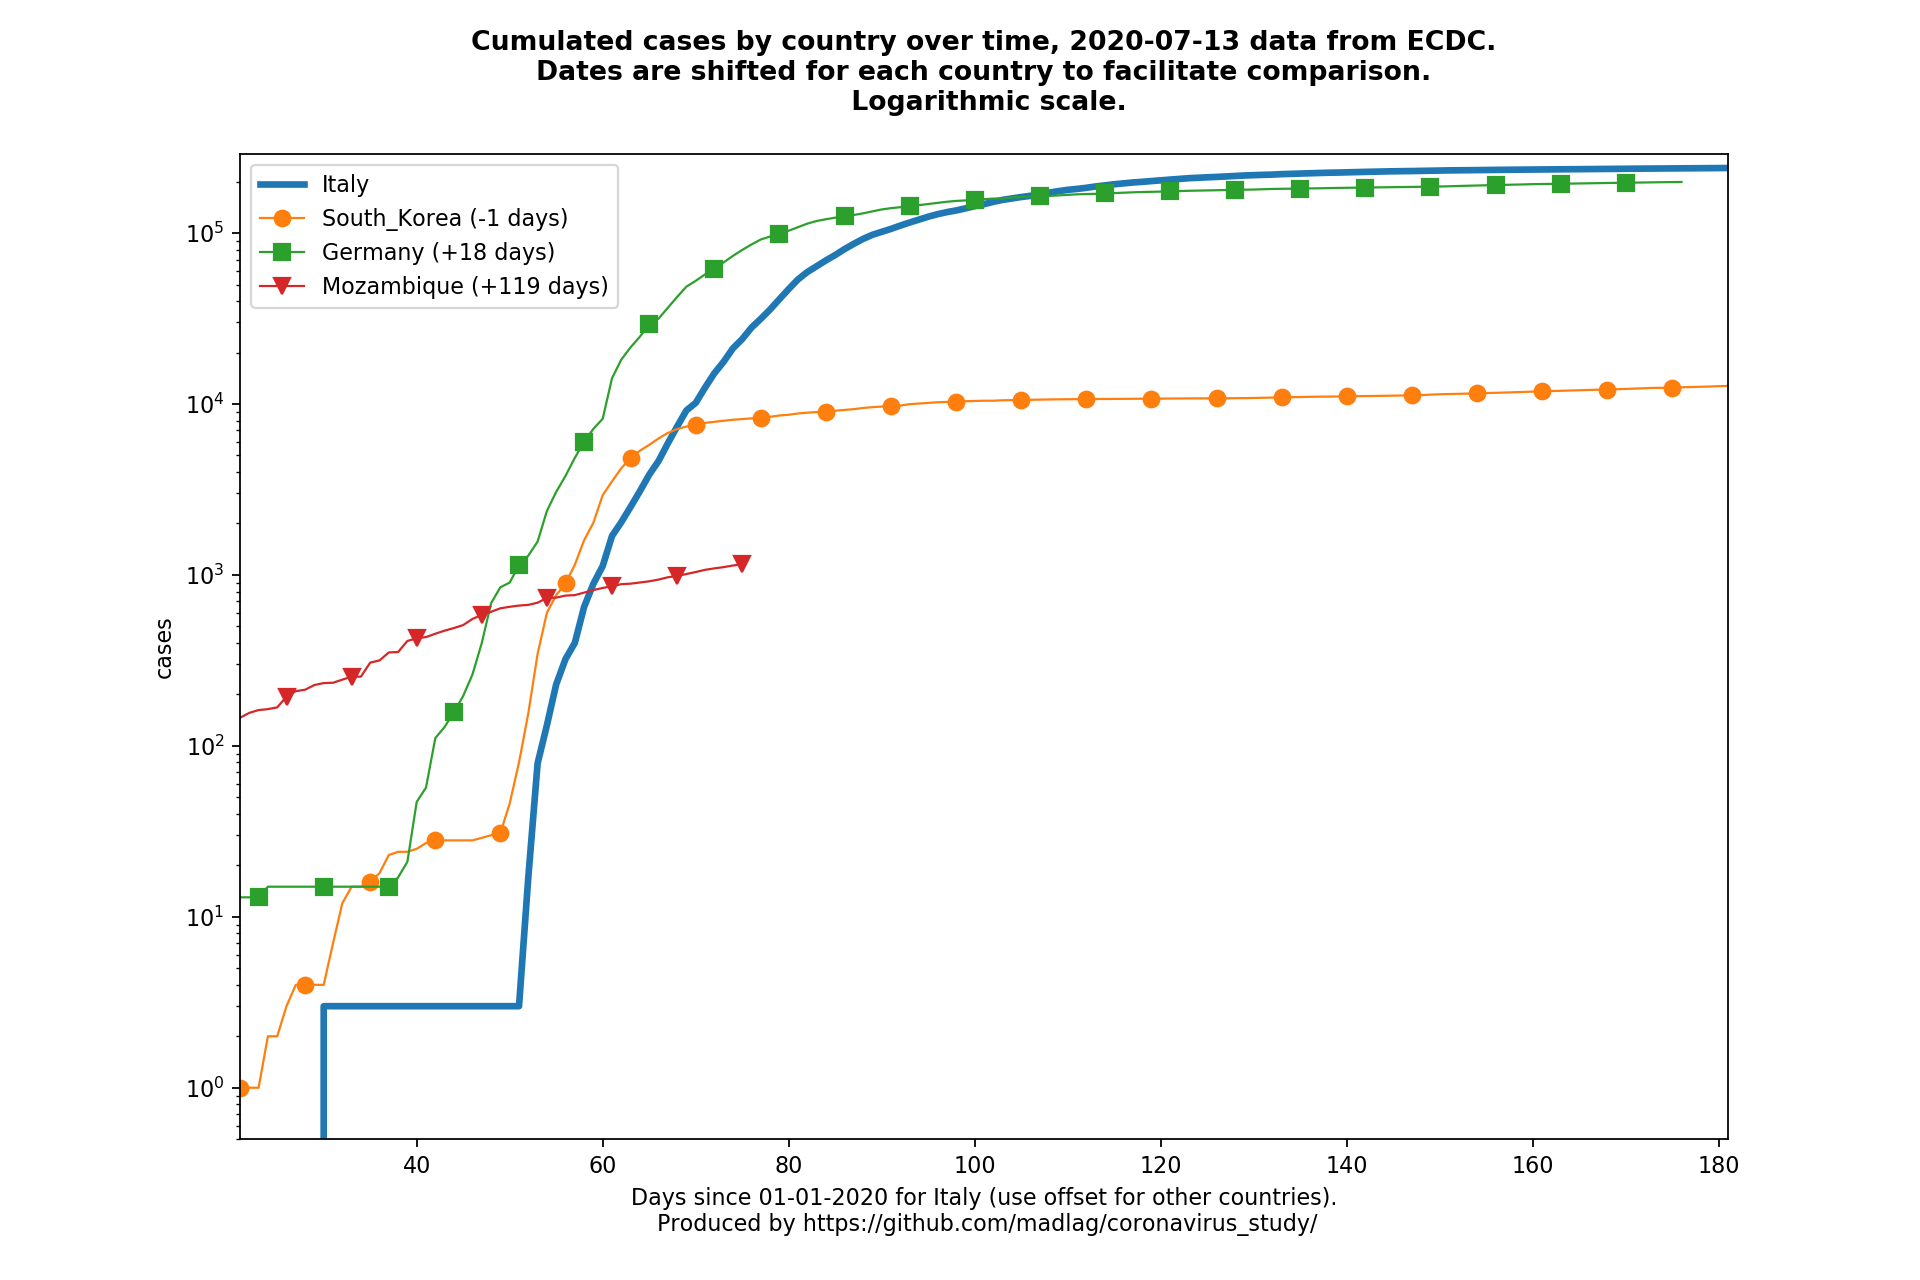 Cumulated cases by country over time, 2020-07-13 data from ECDC.
Dates are shifted for each country to facilitate comparison.
Logarithmic scale.
Italy
South_Korea (-1 days)
Germany (+18 days)
Mozambique (+119 days)
10^5
10^4
10^3
10^2
10^1
10^0
cases
40 60 80 100 120 140 160 180
Days since 01-01-2020 for Italy (use offset for other countries).
Produced by https://github.com/madlag/coronavirus_study/